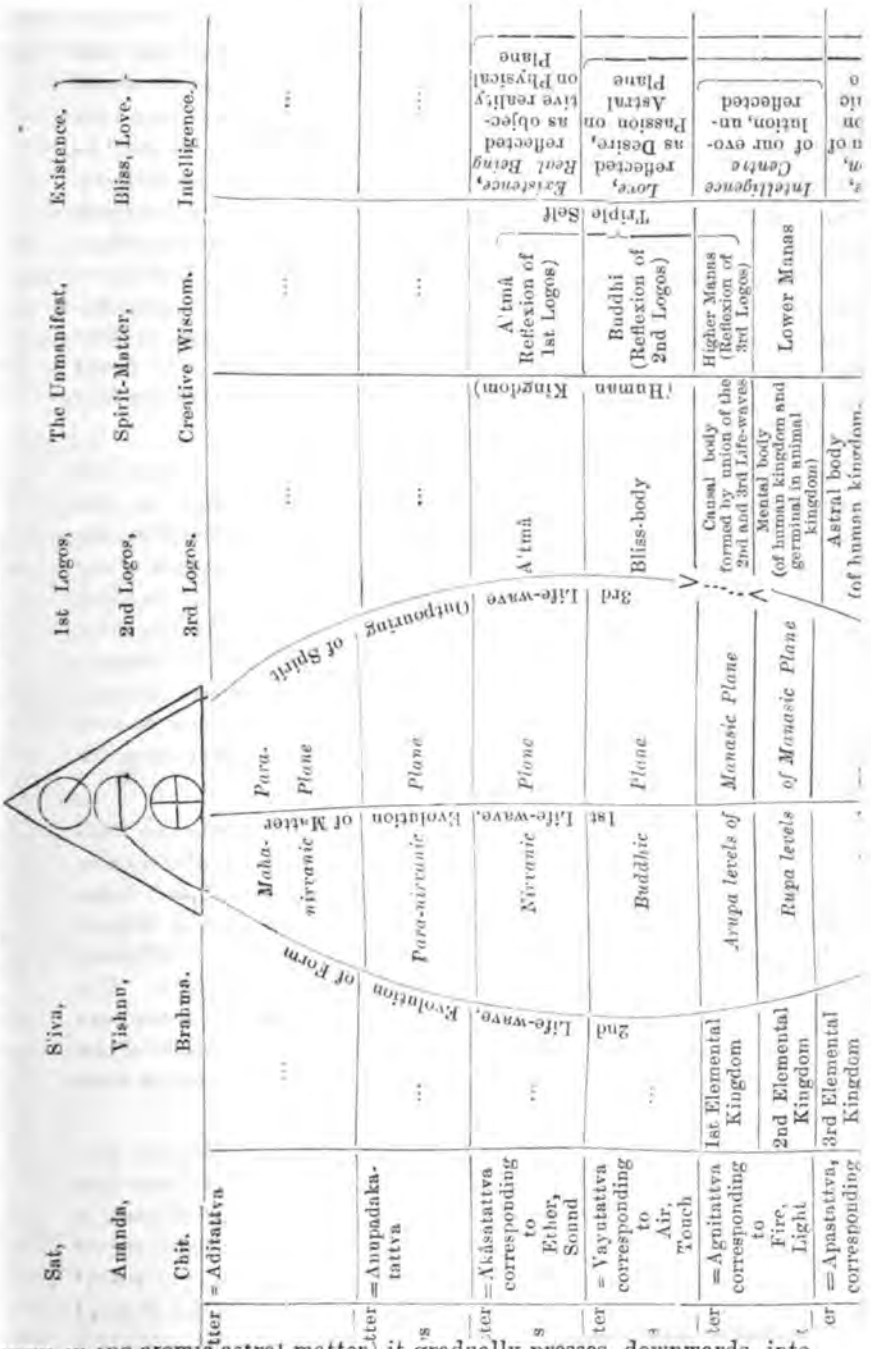 Sat, S'iva, 1st Logos, The Unmanifest, Existence.
Ananda, Vishnu, 2nd Logos, Spirit-Matter, Bliss, Love.
Chit. Brahma. 3rd Logos. Creative Wisdom. Intelligence.
tter = Aditattva
...
Maha- Para-
nirvanic Plane
...
...
...
tter
s
=Anupadaka-
tattva
...
Para-nirvanic Plane
...
...
...
ter
s
=Akásatattva
corresponding
to
Ether,
Sound
...
Nirvanic Plane
A'tmâ
A'tmâ
Reflexion of
1st Logos)
Existence,
Real Being
reflected
as objec-
tive reality
on Physical
Plane
ter
s
= Vayutattva
corresponding
to
Air,
Touch
...
Buddhic Plane
Bliss-body
Buddhi
(Reflexion of
2nd Logos)
Love,
reflected
as Desire,
Passion on
Astral
Plane
ter
=Agnitattva
corresponding
to
Fire,
Light
1st Elemental
Kingdom
Arupa levels of Manasic Plane
Causal body
formed by union of the
2nd and 3rd Life-waves
Higher Manas
(Reflexion of
3rd Logos)
Intelligence
Centre
of our evo-
lution, un-
reflected
2nd Elemental
Kingdom
Rupa levels of Manasic Plane
Mental body
(of human kingdom and
germinal in animal
kingdom)
Lower Manas
er
=Apastattva,
corresponding
3rd Elemental
Kingdom
Astral body
(of human kingdom.
2nd Life-wave, Evolution of Form
1st Life-wave, Evolution of Matter
3rd Life-wave Outpouring of Spirit
(Human Kingdom)
Triple Self
astral matter) it gradually presses downwards into